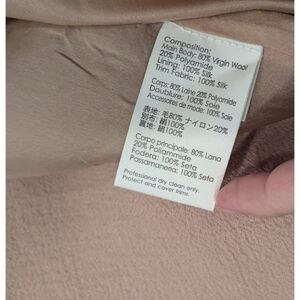 Composition:
Main Body: 80% Virgin Wool
20% Polyamide
Lining: 100% Silk
Trim Fabric: 100% Silk
Corps: 80% Laine 20% Polyamide
Doublure: 100% Soie
Accessoires de mode: 100% Soie
表地: 毛80% ナイロン20%
別布: 絹100%
裏地: 絹100%
Corpo principale: 80% Lana
20% Poliammide
Fodera: 100% Seta
Passamaneria: 100% Seta
Professional dry clean only.
Protect and cover trims.